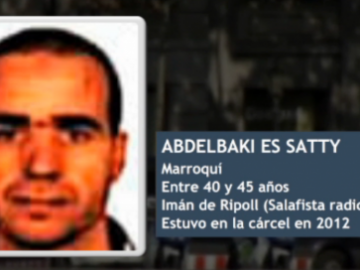 ABDELBAKI ES SATTY
Marroquí
Entre 40 y 45 años
Imán de Ripoll (Salafista radic
Estuvo en la cárcel en 2012